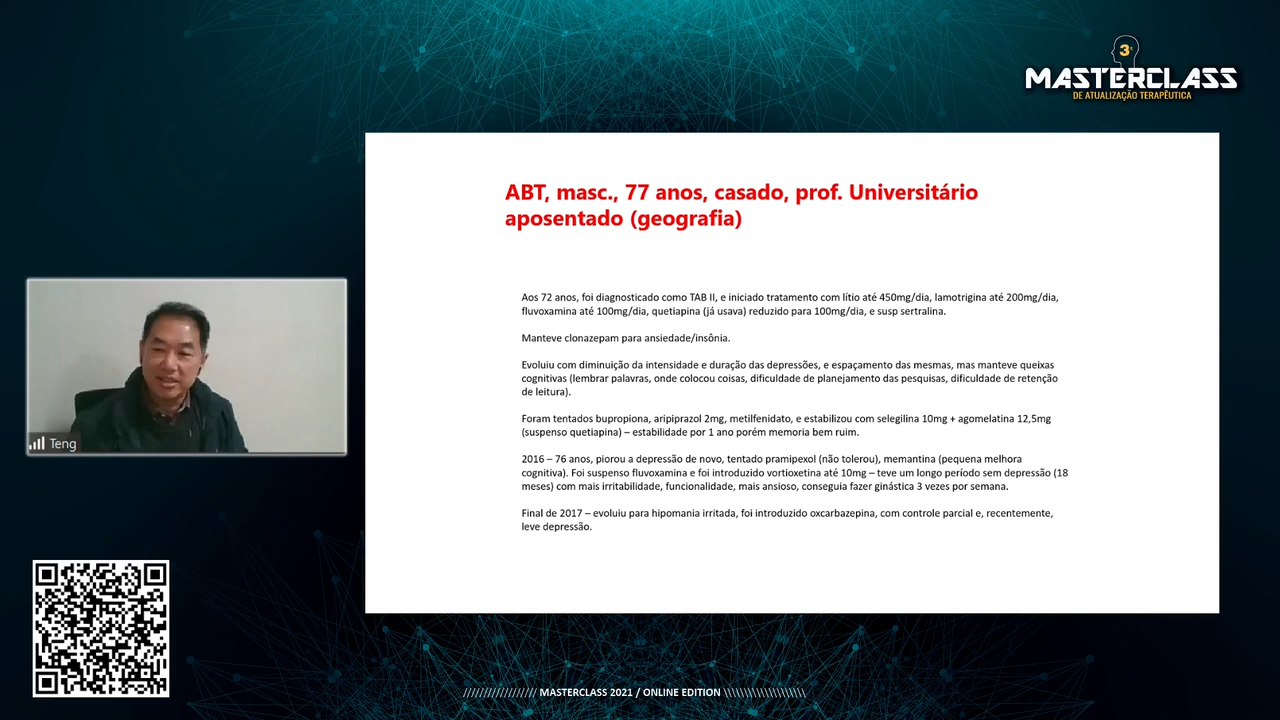 3ª
MASTERCLASS
DE ATUALIZAÇÃO TERAPÊUTICA
ABT, masc., 77 anos, casado, prof. Universitário
aposentado (geografia)
Aos 72 anos, foi diagnosticado como TAB II, e iniciado tratamento com lítio até 450mg/dia, lamotrigina até 200mg/dia,
fluvoxamina até 100mg/dia, quetiapina (já usava) reduzido para 100mg/dia, e susp sertralina.
Manteve clonazepam para ansiedade/insônia.
Evoluiu com diminuição da intensidade e duração das depressões, e espaçamento das mesmas, mas manteve queixas
cognitivas (lembrar palavras, onde colocou coisas, dificuldade de planejamento das pesquisas, dificuldade de retenção
de leitura).
Foram tentados bupropiona, aripiprazol 2mg, metilfenidato, e estabilizou com selegilina 10mg + agomelatina 12,5mg
(suspenso quetiapina) – estabilidade por 1 ano porém memoria bem ruim.
2016 – 76 anos, piorou a depressão de novo, tentado pramipexol (não tolerou), memantina (pequena melhora
cognitiva). Foi suspenso fluvoxamina e foi introduzido vortioxetina até 10mg – teve um longo período sem depressão (18
meses) com mais irritabilidade, funcionalidade, mais ansioso, conseguia fazer ginástica 3 vezes por semana.
Final de 2017 – evoluiu para hipomania irritada, foi introduzido oxcarbazepina, com controle parcial e, recentemente,
leve depressão.
Teng
/////////////////// MASTERCLASS 2021 / ONLINE EDITION \\\\\\\\\\\\\\\\\\\\